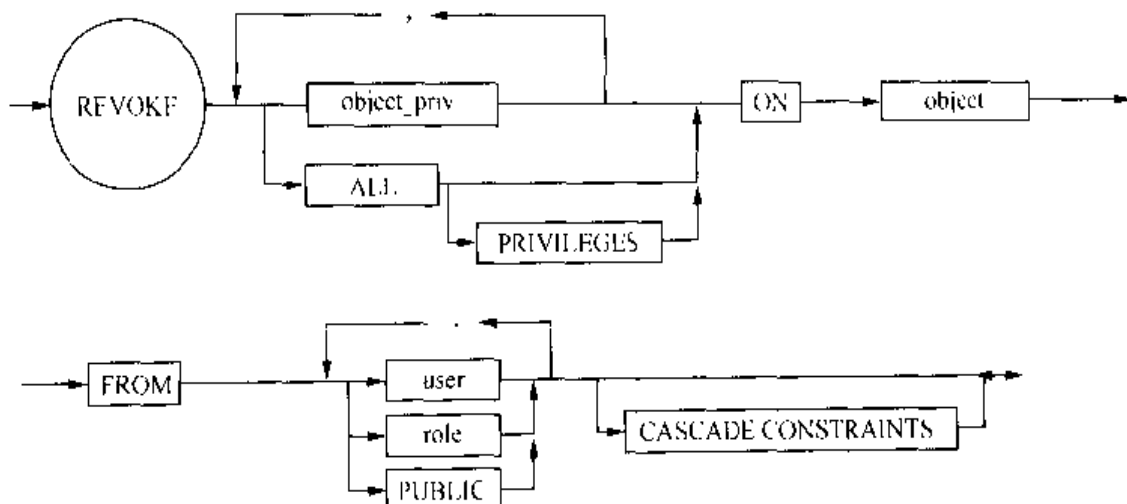 ,
REVOKE
object_priv
ON
object
ALL
PRIVILEGES
,
FROM
user
role
CASCADE CONSTRAINTS
PUBLIC